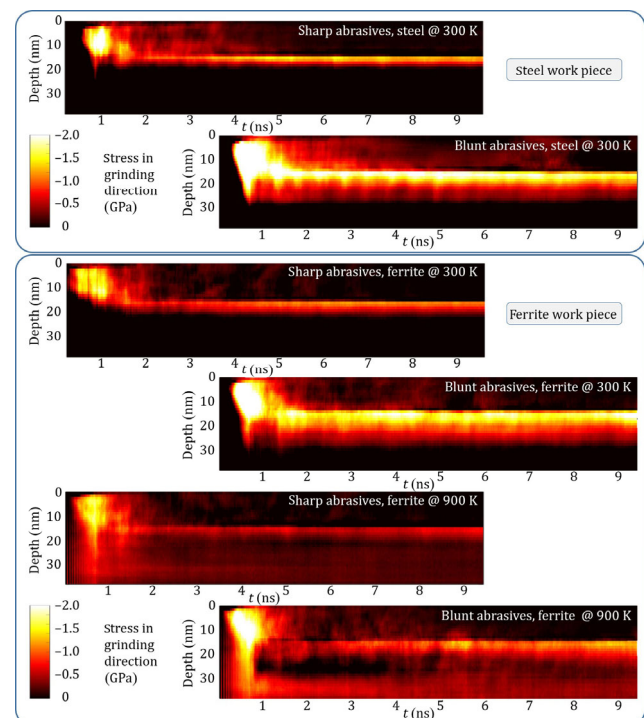 Sharp abrasives, steel @ 300 K
0
10
20
30
Depth (nm)
1 2 3 4 5 6 7 8 9
t (ns)
Steel work piece
−2.0
−1.5
−1.0
−0.5
0
Stress in
grinding
direction
(GPa)
Blunt abrasives, steel @ 300 K
0
10
20
30
Depth (nm)
1 2 3 4 5 6 7 8 9
t (ns)
Sharp abrasives, ferrite @ 300 K
0
10
20
30
Depth (nm)
1 2 3 4 5 6 7 8 9
t (ns)
Ferrite work piece
Blunt abrasives, ferrite @ 300 K
0
10
20
30
Depth (nm)
1 2 3 4 5 6 7 8 9
t (ns)
Sharp abrasives, ferrite @ 900 K
0
10
20
30
Depth (nm)
1 2 3 4 5 6 7 8 9
t (ns)
−2.0
−1.5
−1.0
−0.5
0
Stress in
grinding
direction
(GPa)
Blunt abrasives, ferrite @ 900 K
0
10
20
30
Depth (nm)
1 2 3 4 5 6 7 8 9
t (ns)